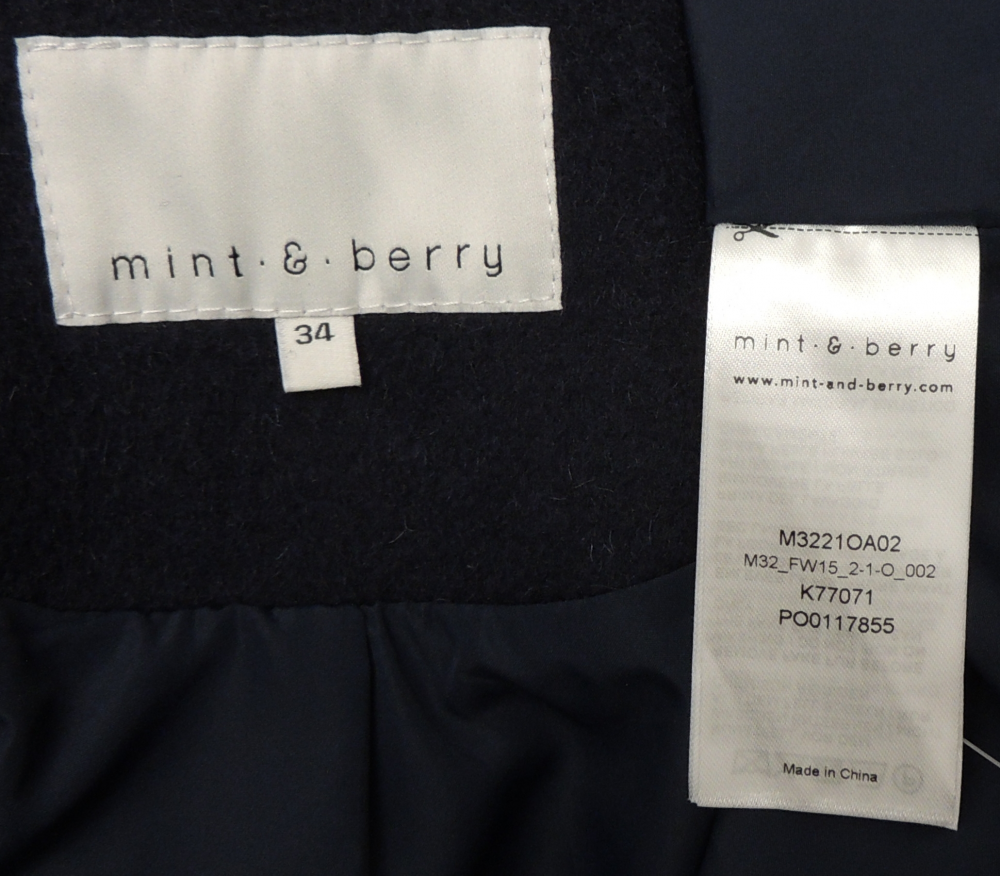 mint·&·berry
34
mint·&·berry
www.mint-and-berry.com
M3221OA02
M32_FW15_2-1-O_002
K77071
PO0117855
Made in China